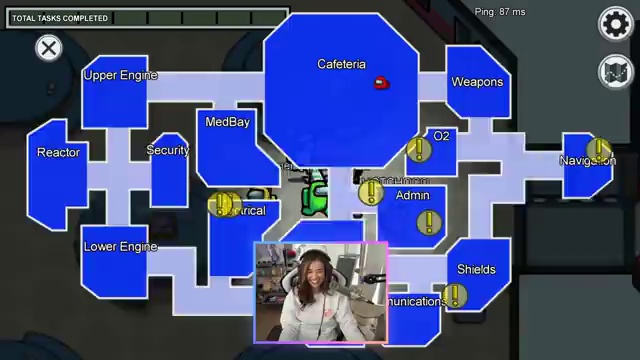 Ping: 87 ms
TOTAL TASKS COMPLETED
Cafeteria
Upper Engine
Weapons
MedBay
O2
Reactor
Security
Navigation
Admin
Lower Engine
Shields